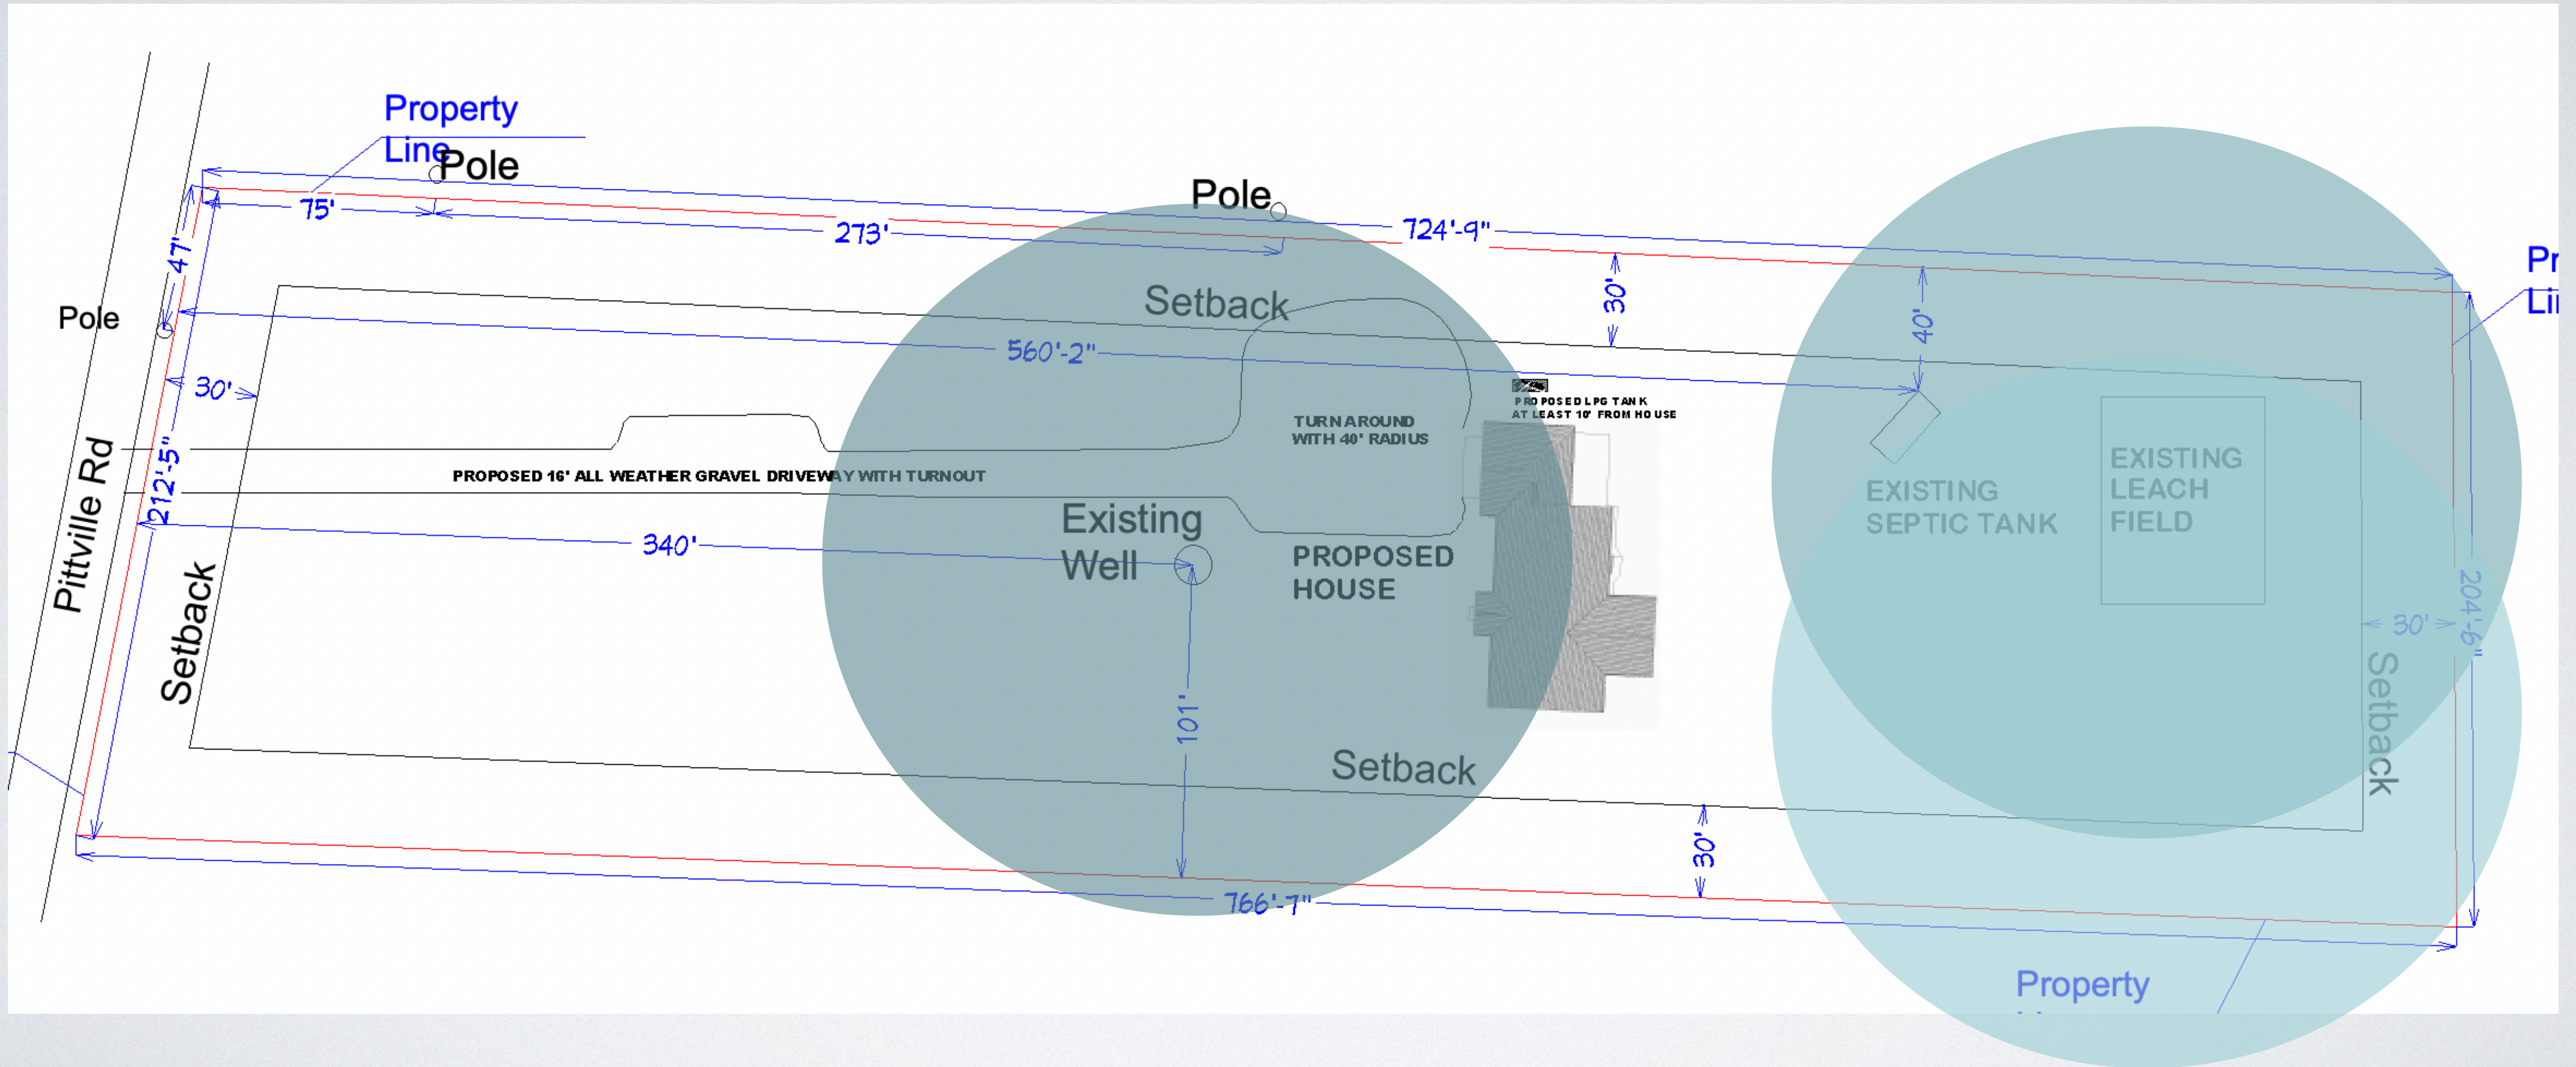 Property
Line
Pole
Pole
724'-9"
75'
273'
47'
Pr
Li
Pole
Setback
30'
40'
560'-2"
30'
PROPOSED LPG TANK
AT LEAST 10' FROM HOUSE
TURNAROUND
WITH 40' RADIUS
212'-5"
PROPOSED 16' ALL WEATHER GRAVEL DRIVEWAY WITH TURNOUT
EXISTING
LEACH
FIELD
EXISTING
SEPTIC TANK
Pittville Rd
Existing
Well
340'
PROPOSED
HOUSE
204'-6"
30'
Setback
Setback
101'
Setback
30'
766'-7"
Property